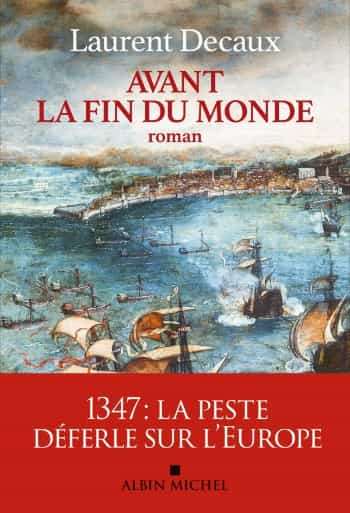 Laurent Decaux
AVANT
LA FIN DU MONDE
roman
1347 : LA PESTE
DÉFERLE SUR L'EUROPE
ALBIN MICHEL